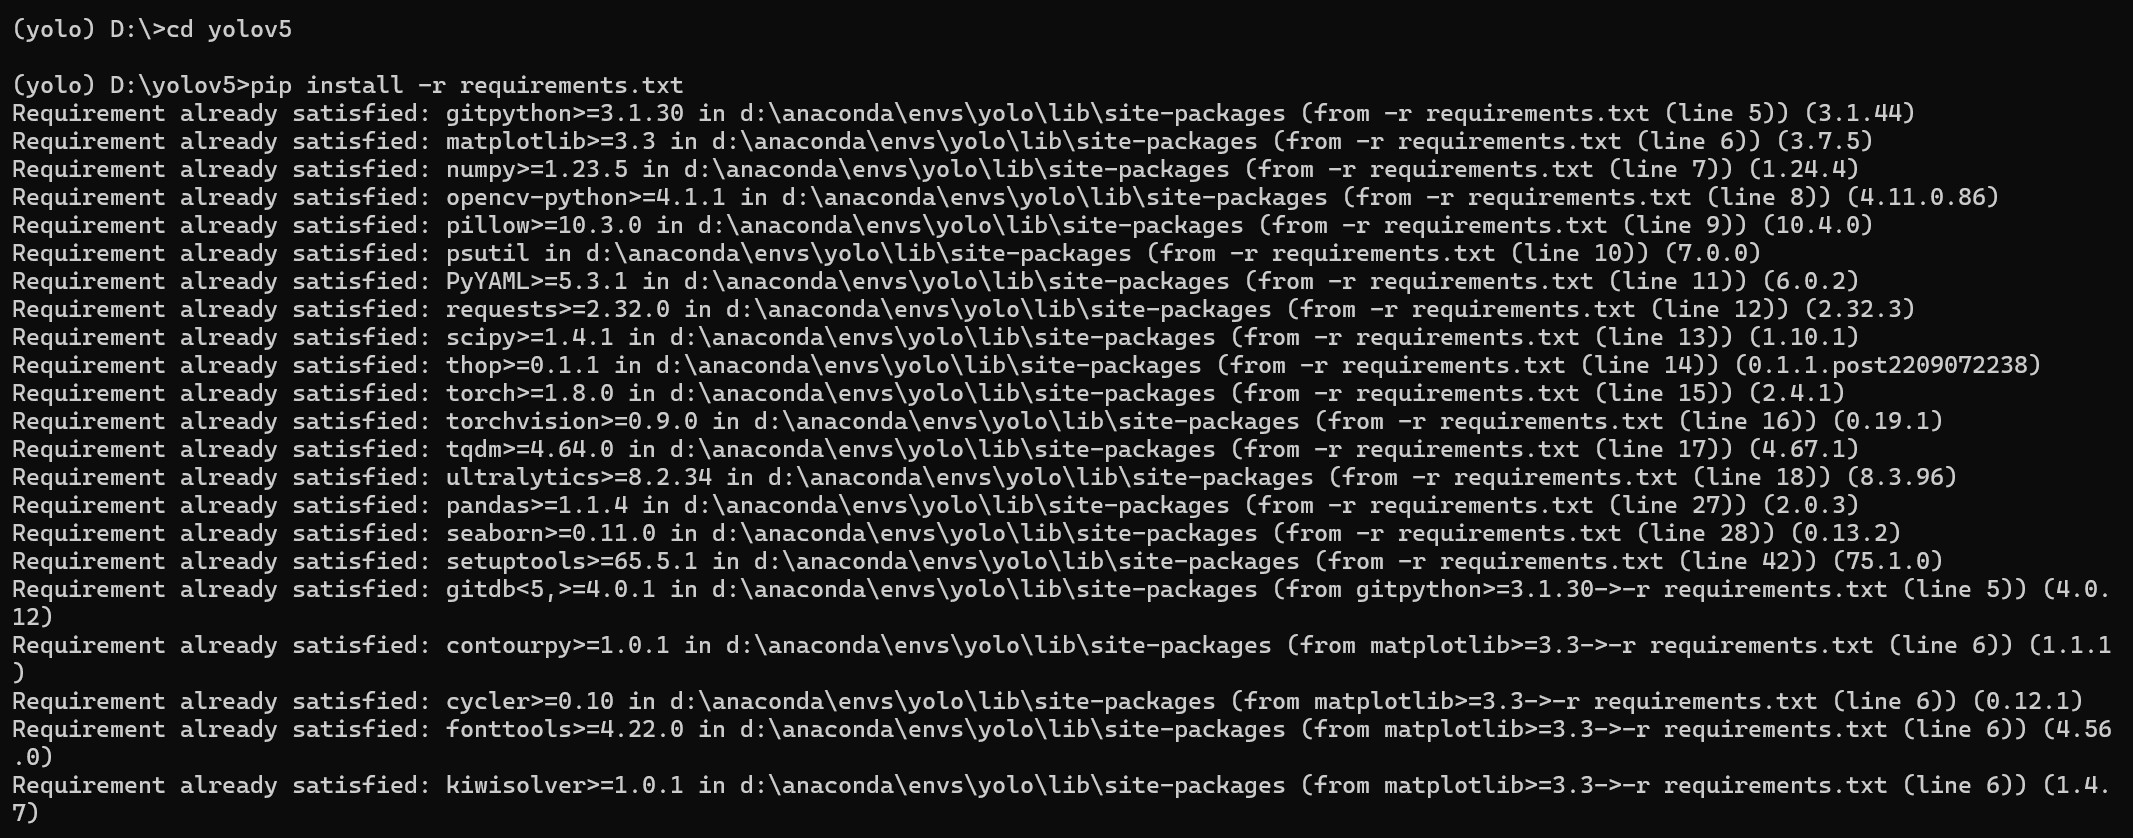 (yolo) D:\>cd yolov5
(yolo) D:\yolov5>pip install -r requirements.txt
Requirement already satisfied: gitpython>=3.1.30 in d:\anaconda\envs\yolo\lib\site-packages (from -r requirements.txt (line 5)) (3.1.44)
Requirement already satisfied: matplotlib>=3.3 in d:\anaconda\envs\yolo\lib\site-packages (from -r requirements.txt (line 6)) (3.7.5)
Requirement already satisfied: numpy>=1.23.5 in d:\anaconda\envs\yolo\lib\site-packages (from -r requirements.txt (line 7)) (1.24.4)
Requirement already satisfied: opencv-python>=4.1.1 in d:\anaconda\envs\yolo\lib\site-packages (from -r requirements.txt (line 8)) (4.11.0.86)
Requirement already satisfied: pillow>=10.3.0 in d:\anaconda\envs\yolo\lib\site-packages (from -r requirements.txt (line 9)) (10.4.0)
Requirement already satisfied: psutil in d:\anaconda\envs\yolo\lib\site-packages (from -r requirements.txt (line 10)) (7.0.0)
Requirement already satisfied: PyYAML>=5.3.1 in d:\anaconda\envs\yolo\lib\site-packages (from -r requirements.txt (line 11)) (6.0.2)
Requirement already satisfied: requests>=2.32.0 in d:\anaconda\envs\yolo\lib\site-packages (from -r requirements.txt (line 12)) (2.32.3)
Requirement already satisfied: scipy>=1.4.1 in d:\anaconda\envs\yolo\lib\site-packages (from -r requirements.txt (line 13)) (1.10.1)
Requirement already satisfied: thop>=0.1.1 in d:\anaconda\envs\yolo\lib\site-packages (from -r requirements.txt (line 14)) (0.1.1.post2209072238)
Requirement already satisfied: torch>=1.8.0 in d:\anaconda\envs\yolo\lib\site-packages (from -r requirements.txt (line 15)) (2.4.1)
Requirement already satisfied: torchvision>=0.9.0 in d:\anaconda\envs\yolo\lib\site-packages (from -r requirements.txt (line 16)) (0.19.1)
Requirement already satisfied: tqdm>=4.64.0 in d:\anaconda\envs\yolo\lib\site-packages (from -r requirements.txt (line 17)) (4.67.1)
Requirement already satisfied: ultralytics>=8.2.34 in d:\anaconda\envs\yolo\lib\site-packages (from -r requirements.txt (line 18)) (8.3.96)
Requirement already satisfied: pandas>=1.1.4 in d:\anaconda\envs\yolo\lib\site-packages (from -r requirements.txt (line 27)) (2.0.3)
Requirement already satisfied: seaborn>=0.11.0 in d:\anaconda\envs\yolo\lib\site-packages (from -r requirements.txt (line 28)) (0.13.2)
Requirement already satisfied: setuptools>=65.5.1 in d:\anaconda\envs\yolo\lib\site-packages (from -r requirements.txt (line 42)) (75.1.0)
Requirement already satisfied: gitdb<5,>=4.0.1 in d:\anaconda\envs\yolo\lib\site-packages (from gitpython>=3.1.30->-r requirements.txt (line 5)) (4.0.
12)
Requirement already satisfied: contourpy>=1.0.1 in d:\anaconda\envs\yolo\lib\site-packages (from matplotlib>=3.3->-r requirements.txt (line 6)) (1.1.1
)
Requirement already satisfied: cycler>=0.10 in d:\anaconda\envs\yolo\lib\site-packages (from matplotlib>=3.3->-r requirements.txt (line 6)) (0.12.1)
Requirement already satisfied: fonttools>=4.22.0 in d:\anaconda\envs\yolo\lib\site-packages (from matplotlib>=3.3->-r requirements.txt (line 6)) (4.56
.0)
Requirement already satisfied: kiwisolver>=1.0.1 in d:\anaconda\envs\yolo\lib\site-packages (from matplotlib>=3.3->-r requirements.txt (line 6)) (1.4.
7)